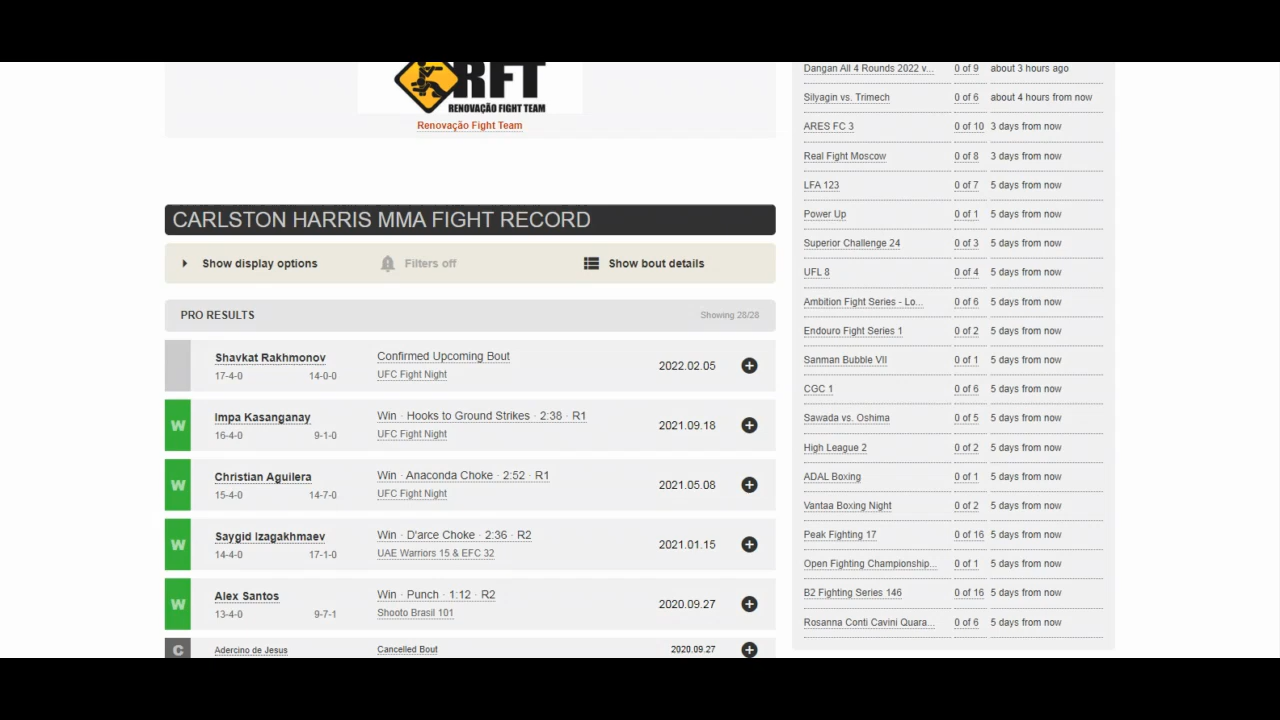 RFT
RENOVAÇÃO FIGHT TEAM
Renovação Fight Team
CARLSTON HARRIS MMA FIGHT RECORD
Show display options Filters off Show bout details
PRO RESULTS Showing 28/28
Shavkat Rakhmonov Confirmed Upcoming Bout
17-4-0 14-0-0 UFC Fight Night 2022.02.05
W Impa Kasanganay Win · Hooks to Ground Strikes · 2:38 · R1
16-4-0 9-1-0 UFC Fight Night 2021.09.18
W Christian Aguilera Win · Anaconda Choke · 2:52 · R1
15-4-0 14-7-0 UFC Fight Night 2021.05.08
W Saygid Izagakhmaev Win · D'arce Choke · 2:36 · R2
14-4-0 17-1-0 UAE Warriors 15 & EFC 32 2021.01.15
W Alex Santos Win · Punch · 1:12 · R2
13-4-0 9-7-1 Shooto Brasil 101 2020.09.27
C Adercino de Jesus Cancelled Bout 2020.09.27
Dangan All 4 Rounds 2022 v... 0 of 9 about 3 hours ago
Silyagin vs. Trimech 0 of 6 about 4 hours from now
ARES FC 3 0 of 10 3 days from now
Real Fight Moscow 0 of 8 3 days from now
LFA 123 0 of 7 5 days from now
Power Up 0 of 1 5 days from now
Superior Challenge 24 0 of 3 5 days from now
UFL 8 0 of 4 5 days from now
Ambition Fight Series - Lo... 0 of 6 5 days from now
Endouro Fight Series 1 0 of 2 5 days from now
Sanman Bubble VII 0 of 1 5 days from now
CGC 1 0 of 6 5 days from now
Sawada vs. Oshima 0 of 5 5 days from now
High League 2 0 of 2 5 days from now
ADAL Boxing 0 of 1 5 days from now
Vantaa Boxing Night 0 of 2 5 days from now
Peak Fighting 17 0 of 16 5 days from now
Open Fighting Championship... 0 of 1 5 days from now
B2 Fighting Series 146 0 of 16 5 days from now
Rosanna Conti Cavini Quara... 0 of 6 5 days from now